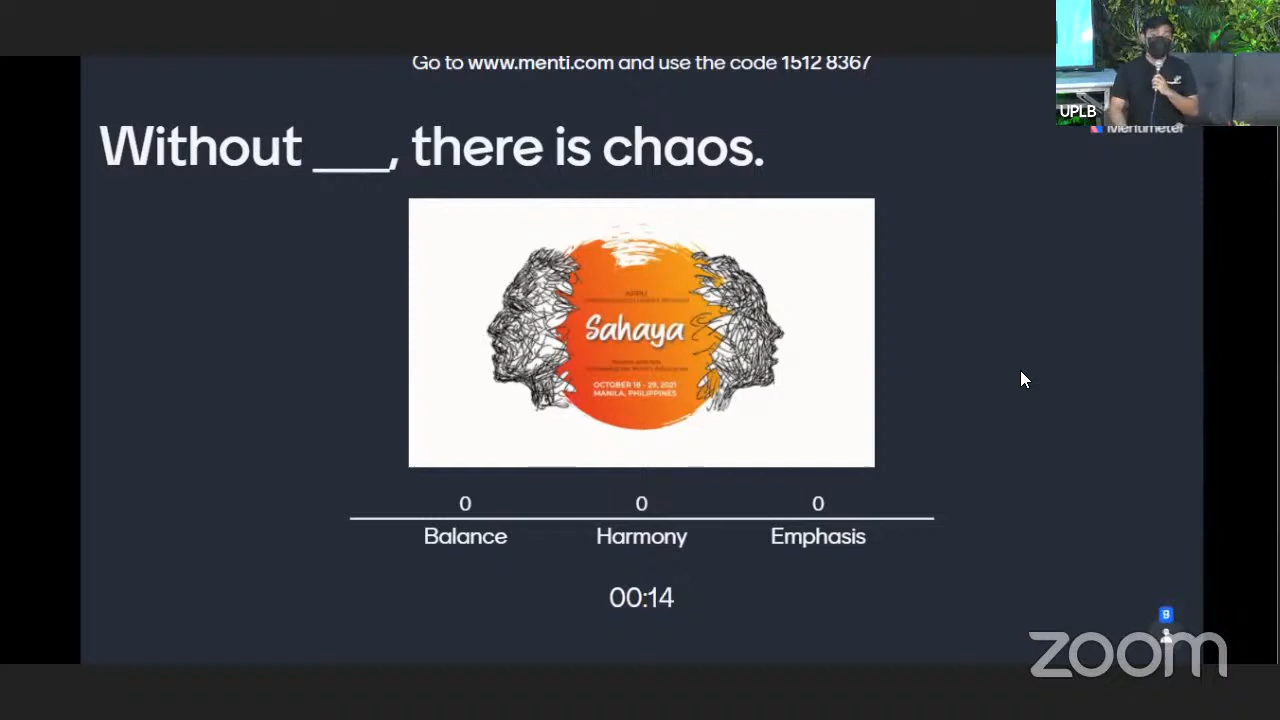 Go to www.menti.com and use the code 1512 8367
UPLB
Mentimeter
Without ___, there is chaos.
Sahaya
OCTOBER 18 - 29, 2021
MANILA, PHILIPPINES
0 0 0
Balance Harmony Emphasis
00:14
9
zoom